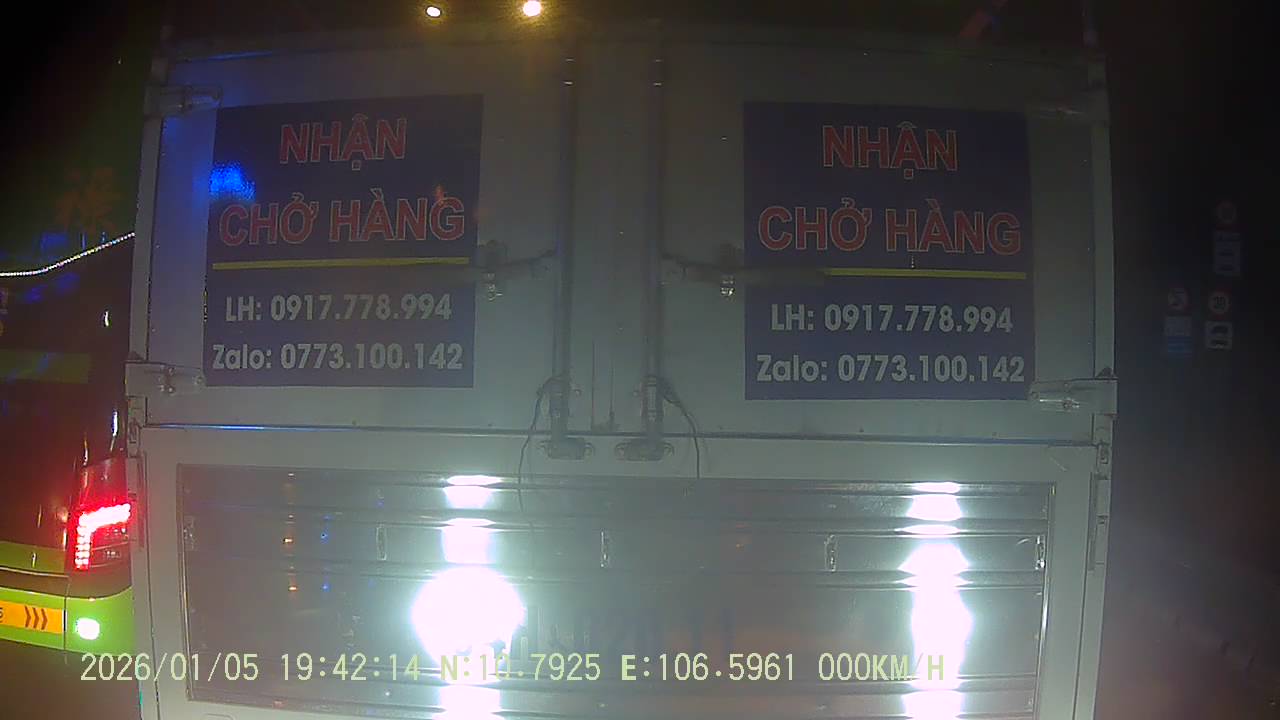 NHẬN
CHỞ HÀNG
LH: 0917.778.994
Zalo: 0773.100.142
NHẬN
CHỞ HÀNG
LH: 0917.778.994
Zalo: 0773.100.142
2026/01/05 19:42:14 N:10.7925 E:106.5961 000KM/H